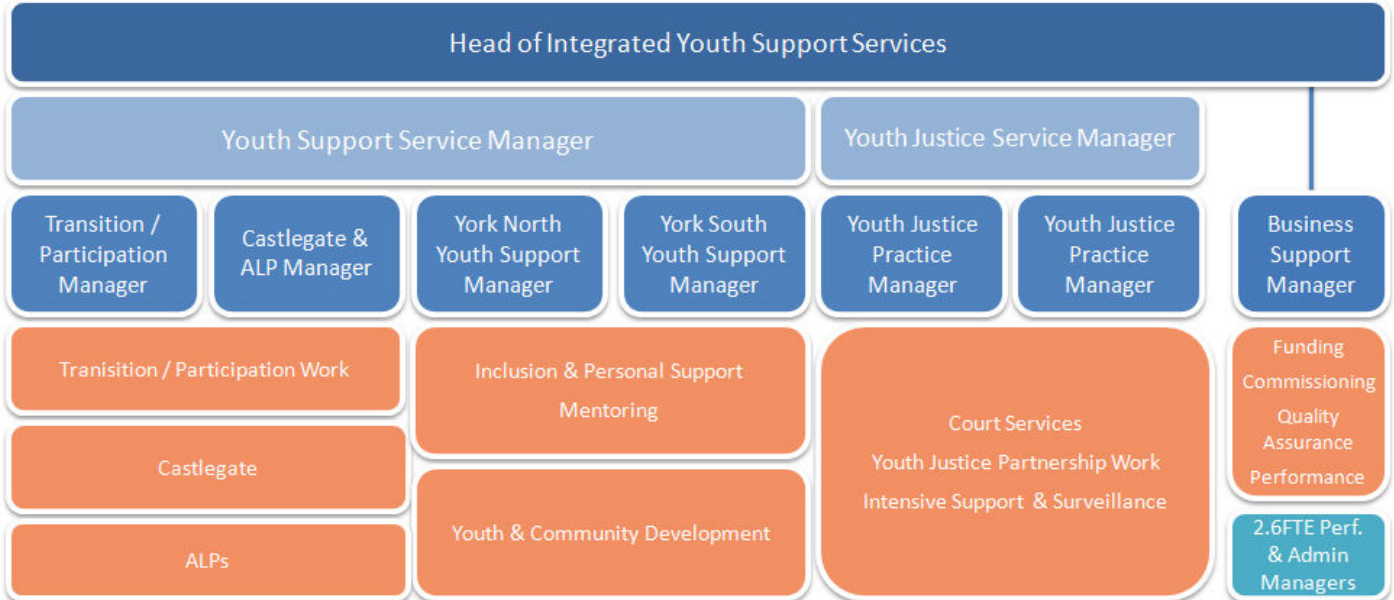 Head of Integrated Youth Support Services
Youth Support Service Manager
Youth Justice Service Manager
Transition /
Participation
Manager
Castlegate &
ALP Manager
York North
Youth Support
Manager
York South
Youth Support
Manager
Youth Justice
Practice
Manager
Youth Justice
Practice
Manager
Business
Support
Manager
Tranisition / Participation Work
Castlegate
ALPs
Inclusion & Personal Support
Mentoring
Youth & Community Development
Court Services
Youth Justice Partnership Work
Intensive Support & Surveillance
Funding
Commissioning
Quality
Assurance
Performance
2.6FTE Perf.
& Admin
Managers